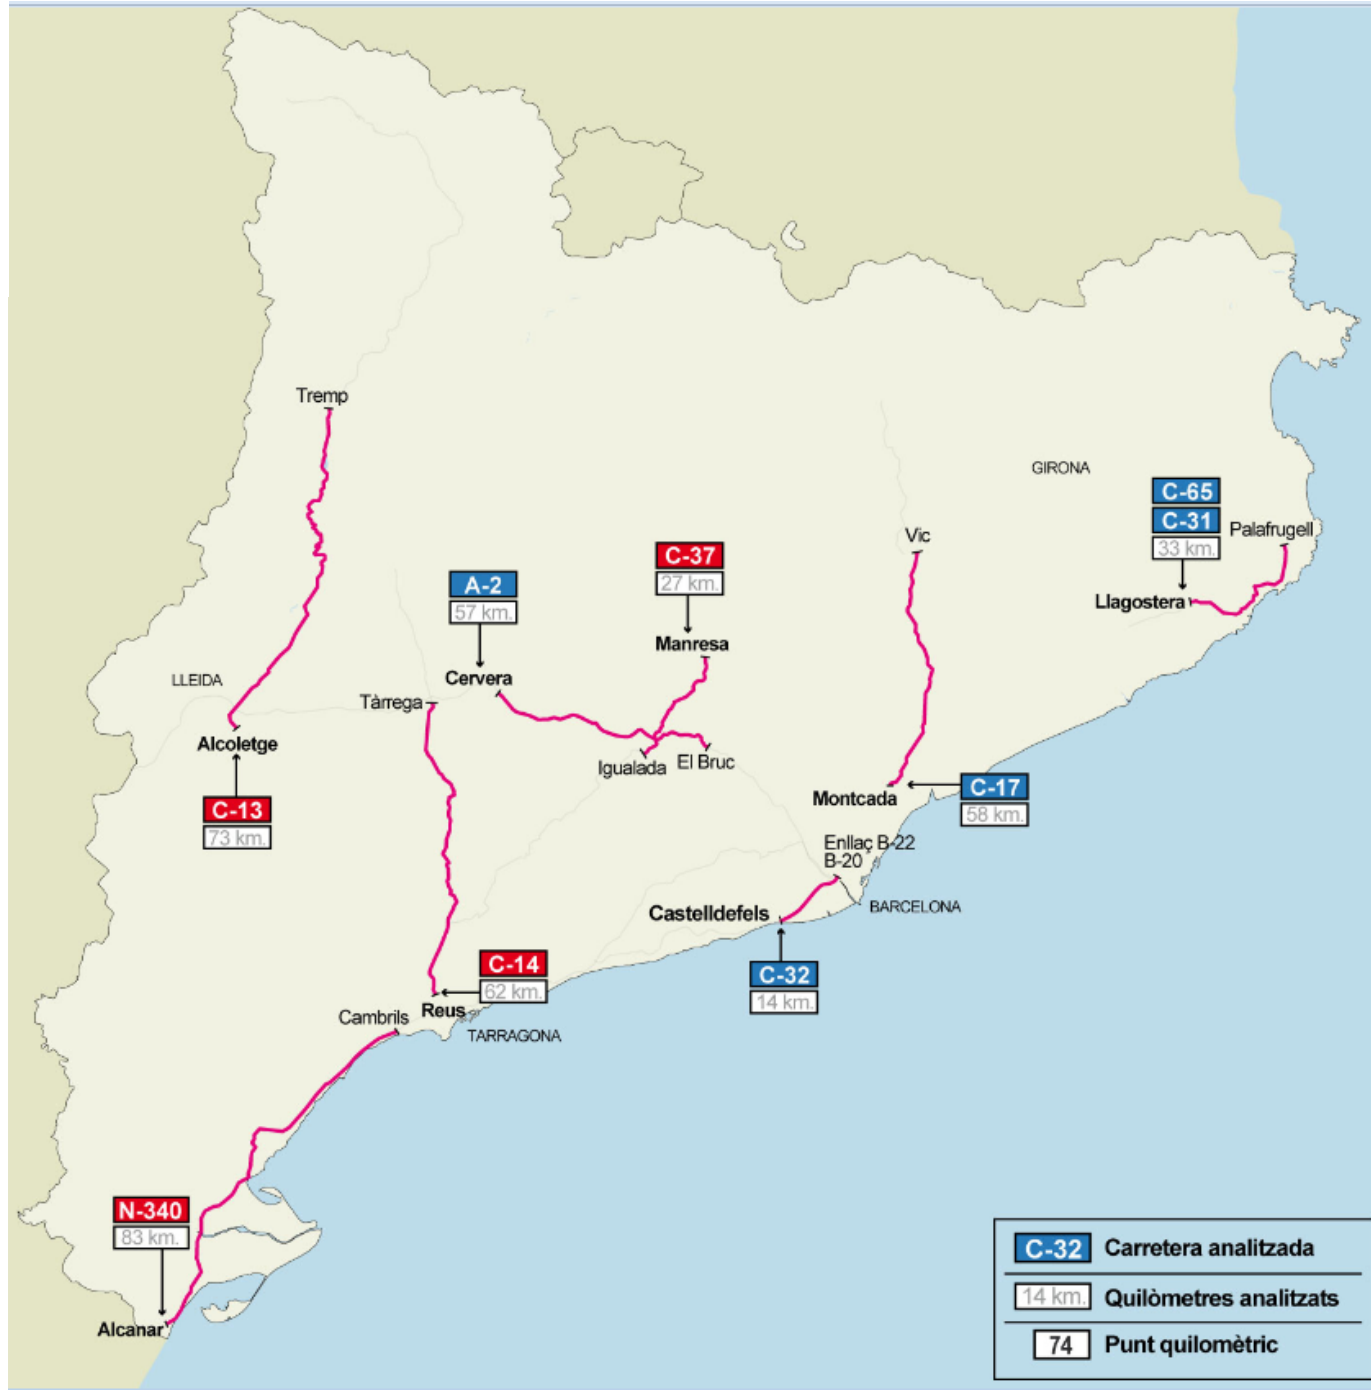 Tremp
GIRONA
C-65
C-31
33 km.
Palafrugell
Llagostera
Vic
C-37
27 km.
Manresa
A-2
57 km.
Cervera
LLEIDA
Tàrrega
Alcoletge
C-13
73 km.
Igualada
El Bruc
Montcada
C-17
58 km.
Enllaç B-22
B-20
BARCELONA
Castelldefels
C-32
14 km.
C-14
62 km.
Reus
Cambrils
TARRAGONA
N-340
83 km.
Alcanar
C-32 Carretera analitzada
14 km. Quilòmetres analitzats
74 Punt quilomètric